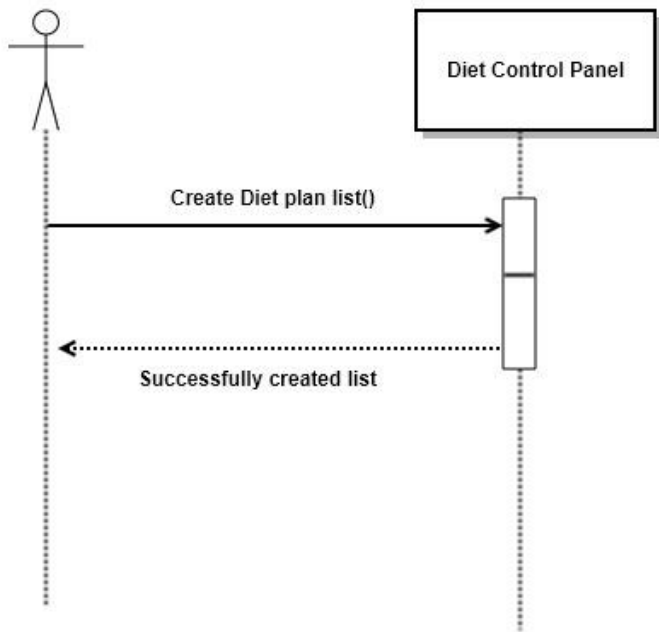 Diet Control Panel
Create Diet plan list()
Successfully created list